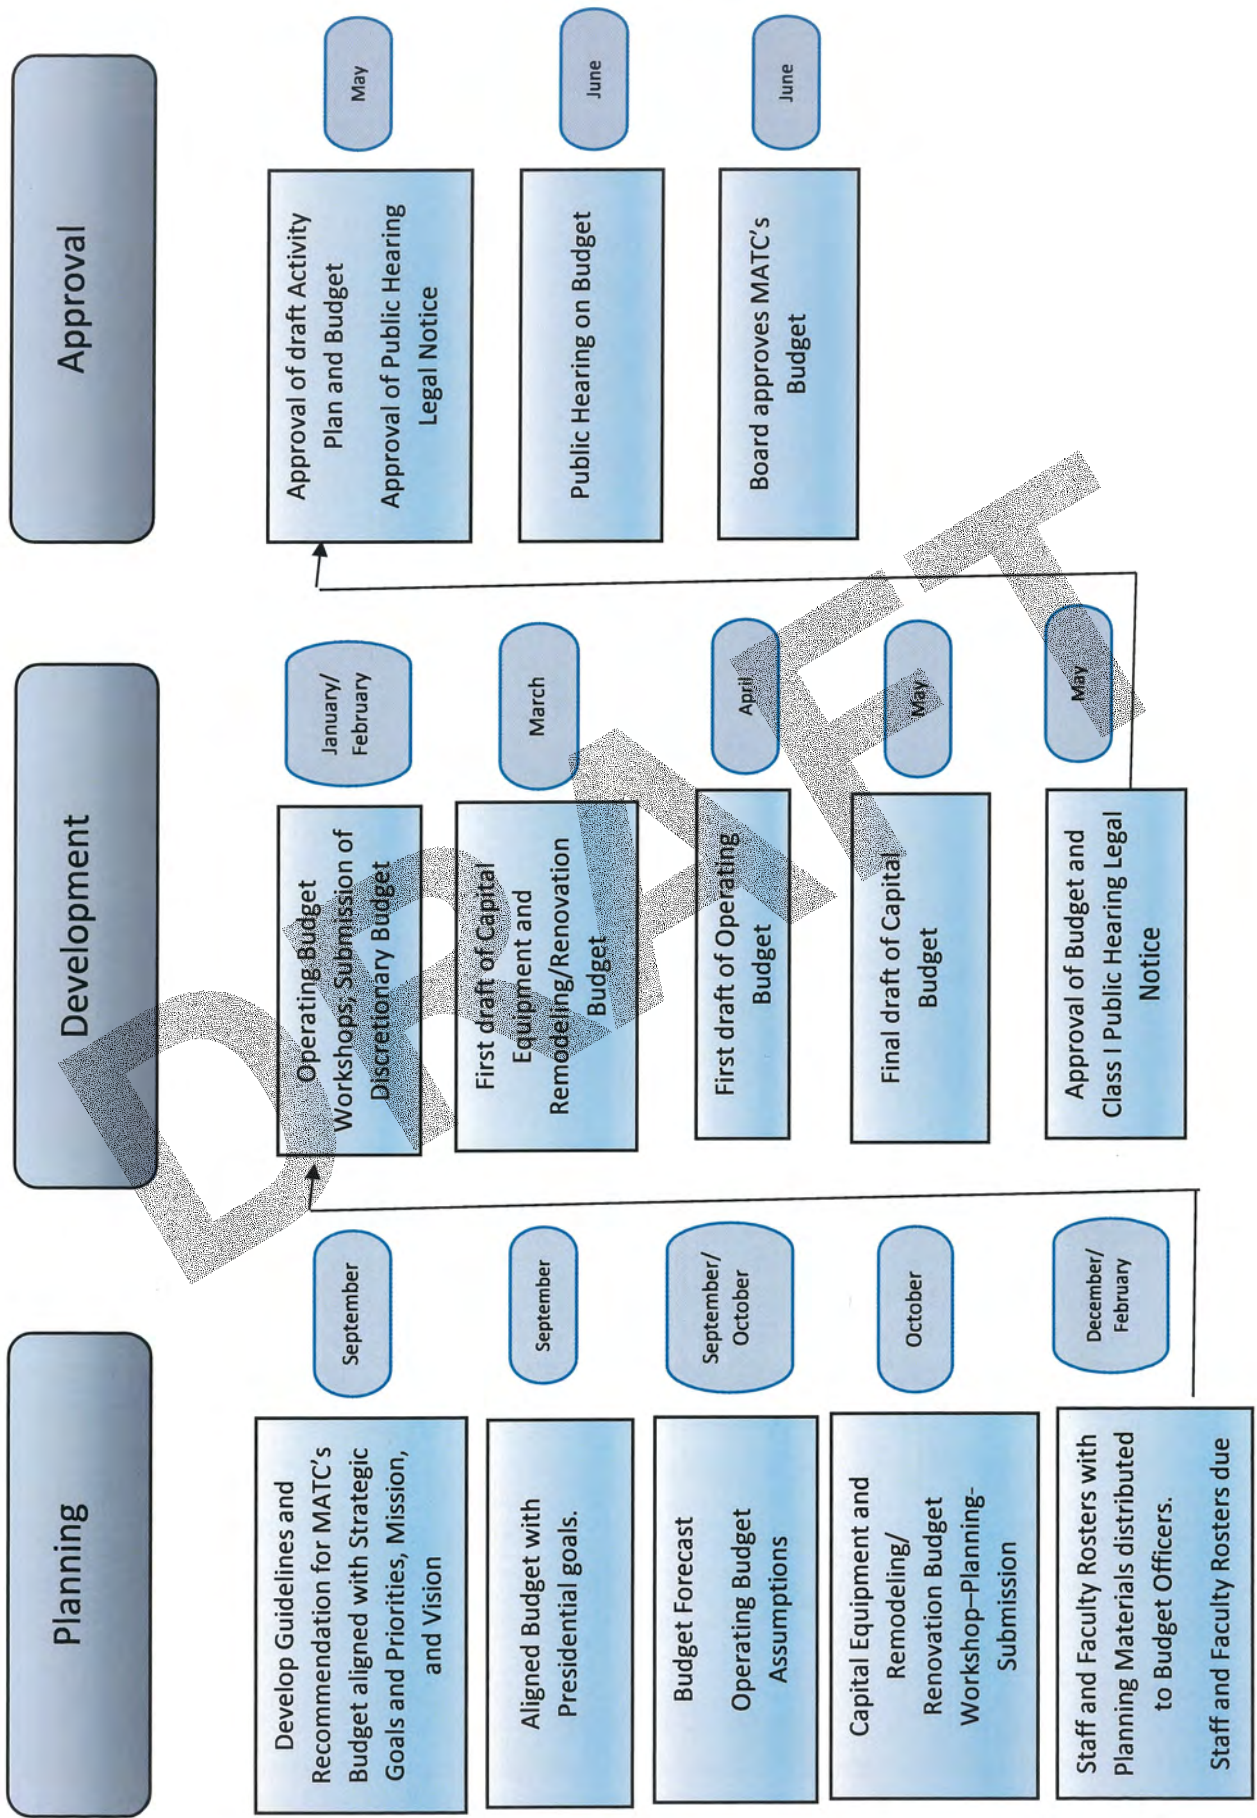 Planning
Develop Guidelines and
Recommendation for MATC's
Budget aligned with Strategic
Goals and Priorities, Mission,
and Vision
September
Aligned Budget with
Presidential goals.
September
Budget Forecast
Operating Budget
Assumptions
September/
October
Capital Equipment and
Remodeling/
Renovation Budget
Workshop–Planning-
Submission
October
Staff and Faculty Rosters with
Planning Materials distributed
to Budget Officers.
Staff and Faculty Rosters due
December/
February
Development
Operating Budget
Workshops; Submission of
Discretionary Budget
January/
February
First draft of Capital
Equipment and
Remodeling/Renovation
Budget
March
First draft of Operating
Budget
April
Final draft of Capital
Budget
May
Approval of Budget and
Class I Public Hearing Legal
Notice
May
Approval
Approval of draft Activity
Plan and Budget
Approval of Public Hearing
Legal Notice
May
Public Hearing on Budget
June
Board approves MATC's
Budget
June
DRAFT